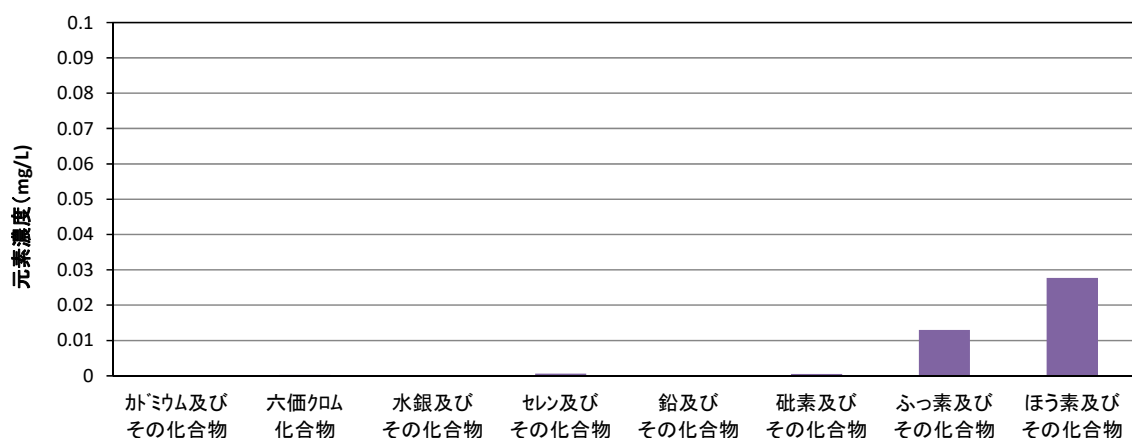 0.1
0.09
0.08
0.07
0.06
0.05
0.04
0.03
0.02
0.01
0
元素濃度(mg/L)
ｶﾄﾞﾐｳﾑ及び
その化合物
六価ｸﾛﾑ
化合物
水銀及び
その化合物
ｾﾚﾝ及び
その化合物
鉛及び
その化合物
砒素及び
その化合物
ふっ素及び
その化合物
ほう素及び
その化合物